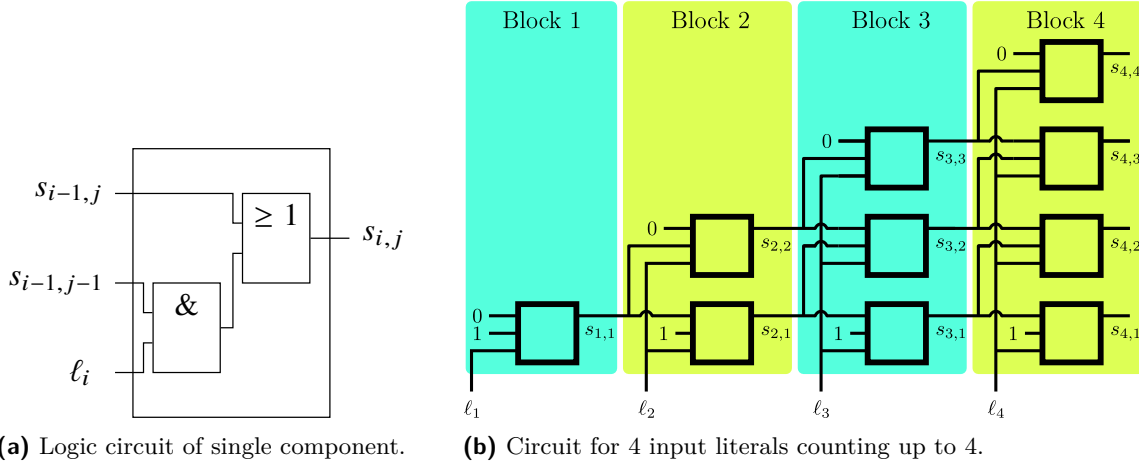 Block 1 Block 2 Block 3 Block 4
0
s_{4,4}
0
s_{3,3}
s_{4,3}
s_{i−1,j}
≥ 1
s_{i,j}
0
s_{2,2}
s_{3,2}
s_{4,2}
s_{i−1,j−1}
&
0
1
s_{1,1}
1
s_{2,1}
1
s_{3,1}
1
s_{4,1}
ℓ_i
ℓ_1 ℓ_2 ℓ_3 ℓ_4
(a) Logic circuit of single component.
(b) Circuit for 4 input literals counting up to 4.